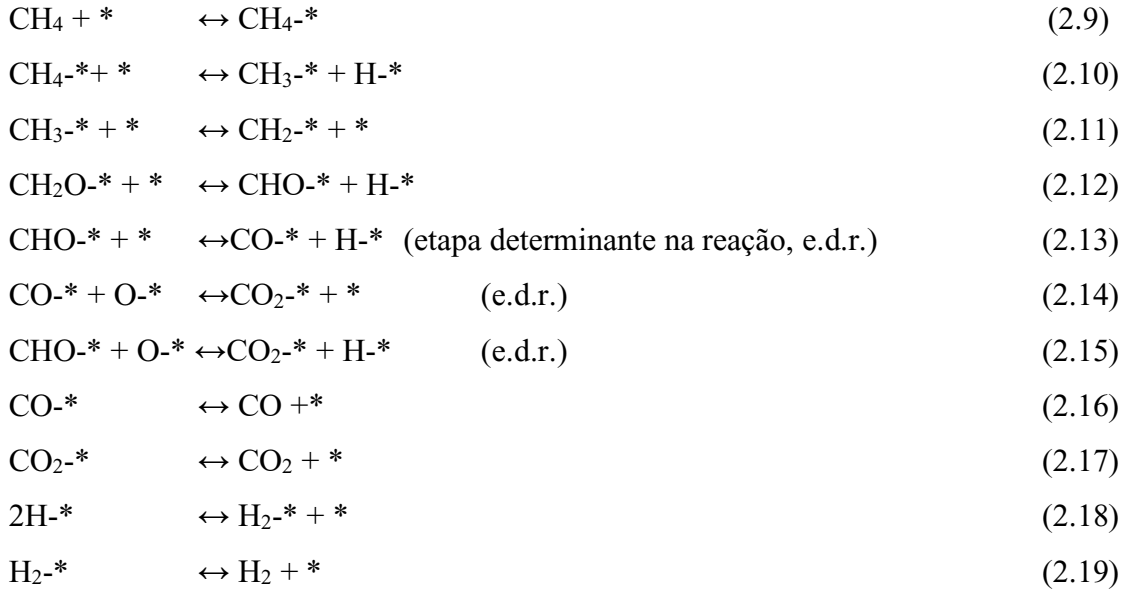 CH₄ + * ↔ CH₄-* (2.9)
CH₄-*+ * ↔ CH₃-* + H-* (2.10)
CH₃-* + * ↔ CH₂-* + * (2.11)
CH₂O-* + * ↔ CHO-* + H-* (2.12)
CHO-* + * ↔CO-* + H-* (etapa determinante na reação, e.d.r.) (2.13)
CO-* + O-* ↔CO₂-* + * (e.d.r.) (2.14)
CHO-* + O-* ↔CO₂-* + H-* (e.d.r.) (2.15)
CO-* ↔ CO +* (2.16)
CO₂-* ↔ CO₂ + * (2.17)
2H-* ↔ H₂-* + * (2.18)
H₂-* ↔ H₂ + * (2.19)